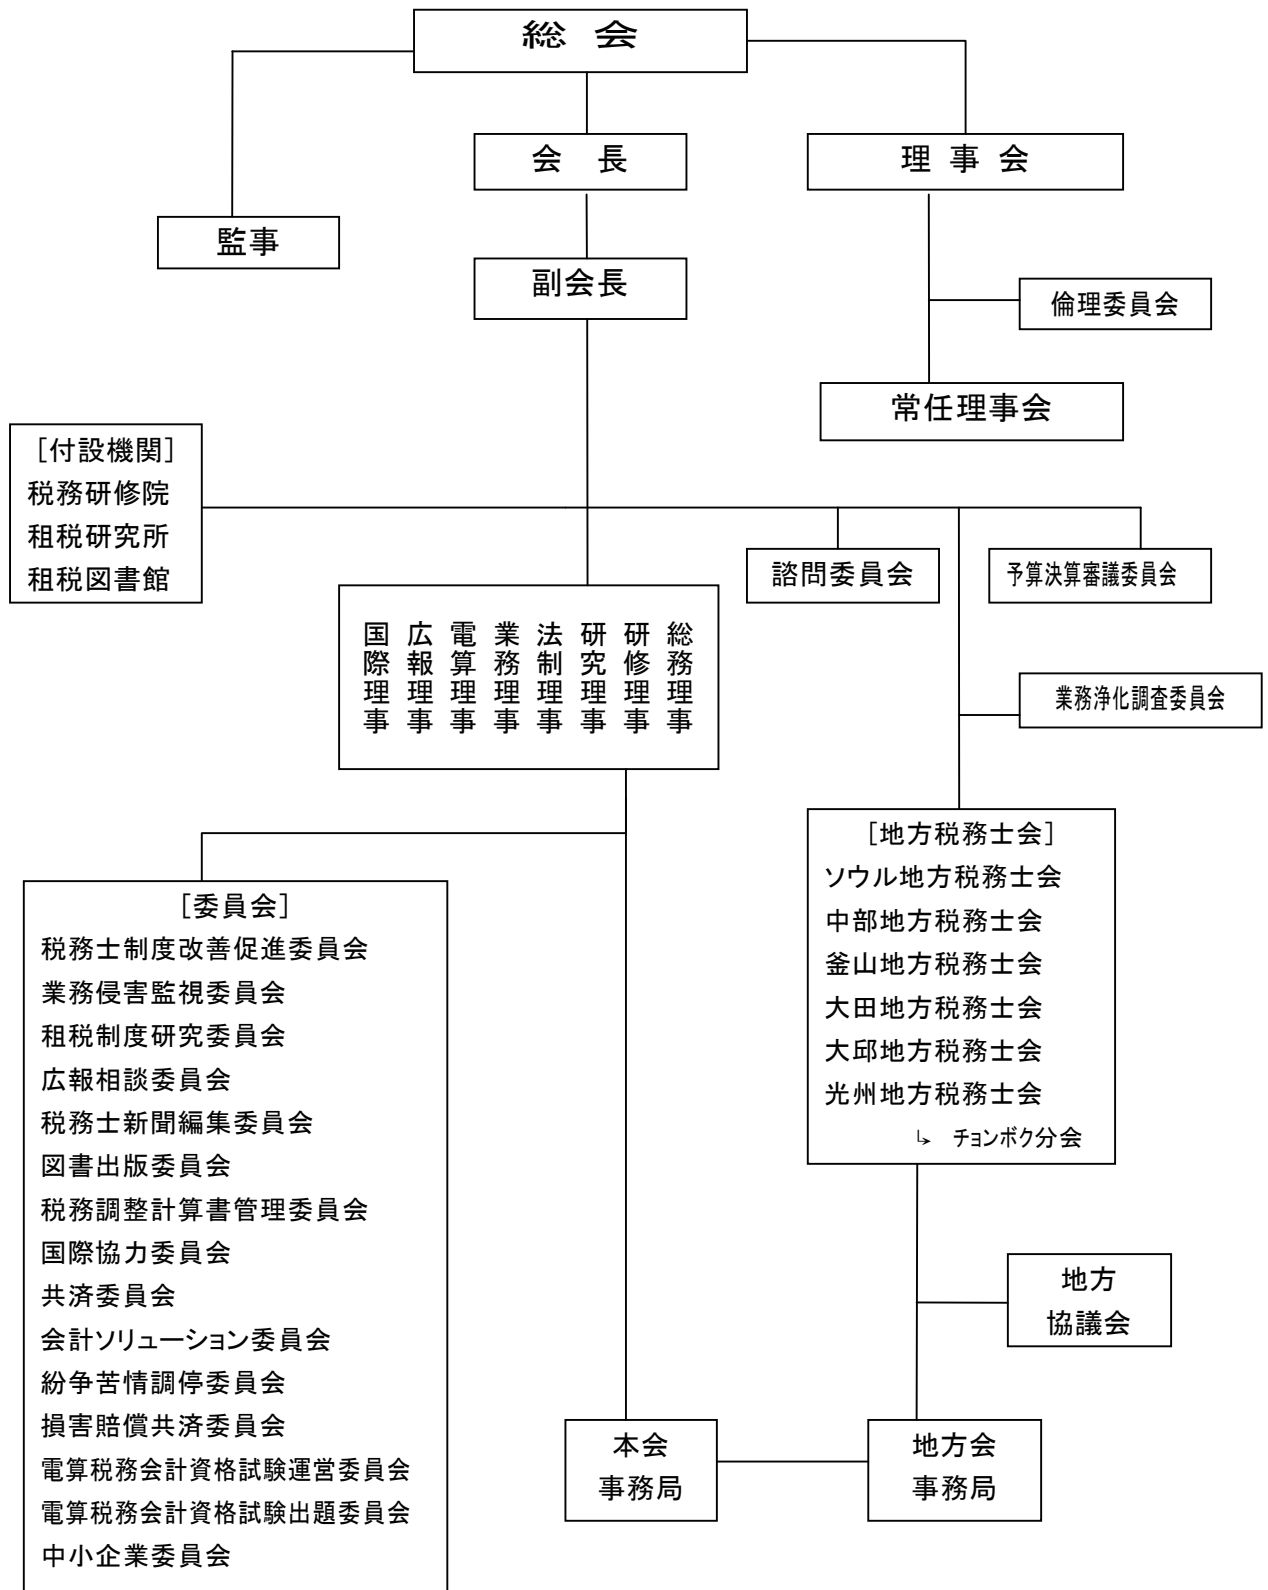 総 会
会 長
理 事 会
監事
副会長
倫理委員会
常任理事会
［付設機関］
税務研修院
租税研究所
租税図書館
諮問委員会
予算決算審議委員会
総務理事
研修理事
研究理事
法制理事
業務理事
電算理事
広報理事
国際理事
業務浄化調査委員会
［地方税務士会］
ソウル地方税務士会
中部地方税務士会
釜山地方税務士会
大田地方税務士会
大邱地方税務士会
光州地方税務士会
↳ チョンボク分会
［委員会］
税務士制度改善促進委員会
業務侵害監視委員会
租税制度研究委員会
広報相談委員会
税務士新聞編集委員会
図書出版委員会
税務調整計算書管理委員会
国際協力委員会
共済委員会
会計ソリューション委員会
紛争苦情調停委員会
損害賠償共済委員会
電算税務会計資格試験運営委員会
電算税務会計資格試験出題委員会
中小企業委員会
地方
協議会
本会
事務局
地方会
事務局